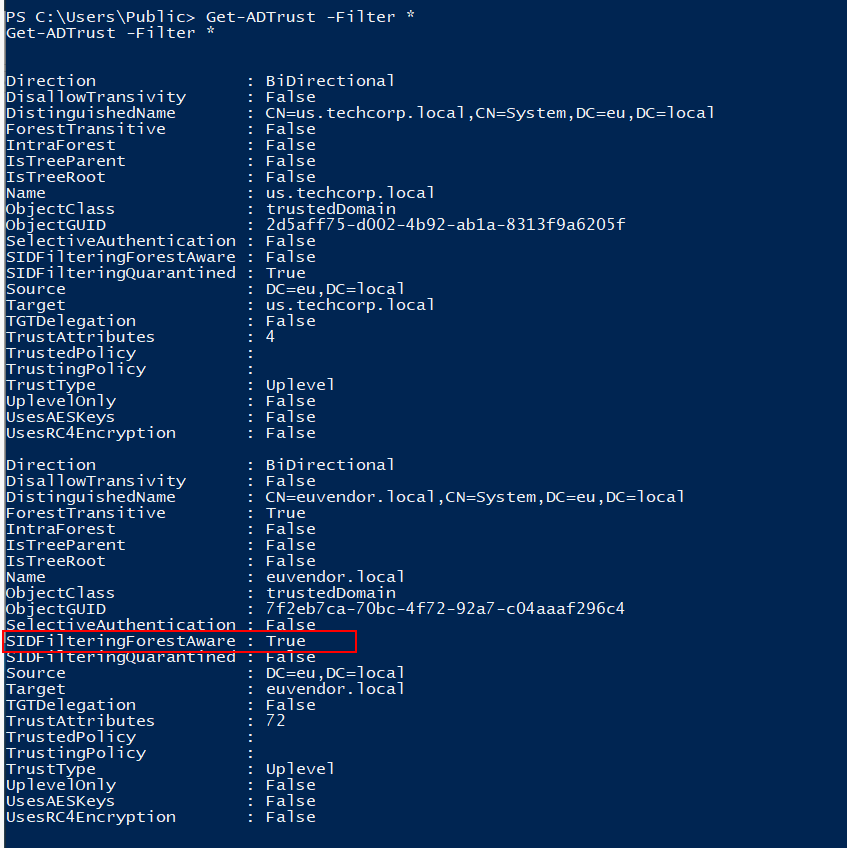 PS C:\Users\Public> Get-ADTrust -Filter *
Get-ADTrust -Filter *
Direction : BiDirectional
DisallowTransivity : False
DistinguishedName : CN=us.techcorp.local,CN=System,DC=eu,DC=local
ForestTransitive : False
IntraForest : False
IsTreeParent : False
IsTreeRoot : False
Name : us.techcorp.local
ObjectClass : trustedDomain
ObjectGUID : 2d5aff75-d002-4b92-ab1a-8313f9a6205f
SelectiveAuthentication : False
SIDFilteringForestAware : False
SIDFilteringQuarantined : True
Source : DC=eu,DC=local
Target : us.techcorp.local
TGTDelegation : False
TrustAttributes : 4
TrustedPolicy :
TrustingPolicy :
TrustType : Uplevel
UplevelOnly : False
UsesAESKeys : False
UsesRC4Encryption : False
Direction : BiDirectional
DisallowTransivity : False
DistinguishedName : CN=euvendor.local,CN=System,DC=eu,DC=local
ForestTransitive : True
IntraForest : False
IsTreeParent : False
IsTreeRoot : False
Name : euvendor.local
ObjectClass : trustedDomain
ObjectGUID : 7f2eb7ca-70bc-4f72-92a7-c04aaaf296c4
SelectiveAuthentication : False
SIDFilteringForestAware : True
SIDFilteringQuarantined : False
Source : DC=eu,DC=local
Target : euvendor.local
TGTDelegation : False
TrustAttributes : 72
TrustedPolicy :
TrustingPolicy :
TrustType : Uplevel
UplevelOnly : False
UsesAESKeys : False
UsesRC4Encryption : False